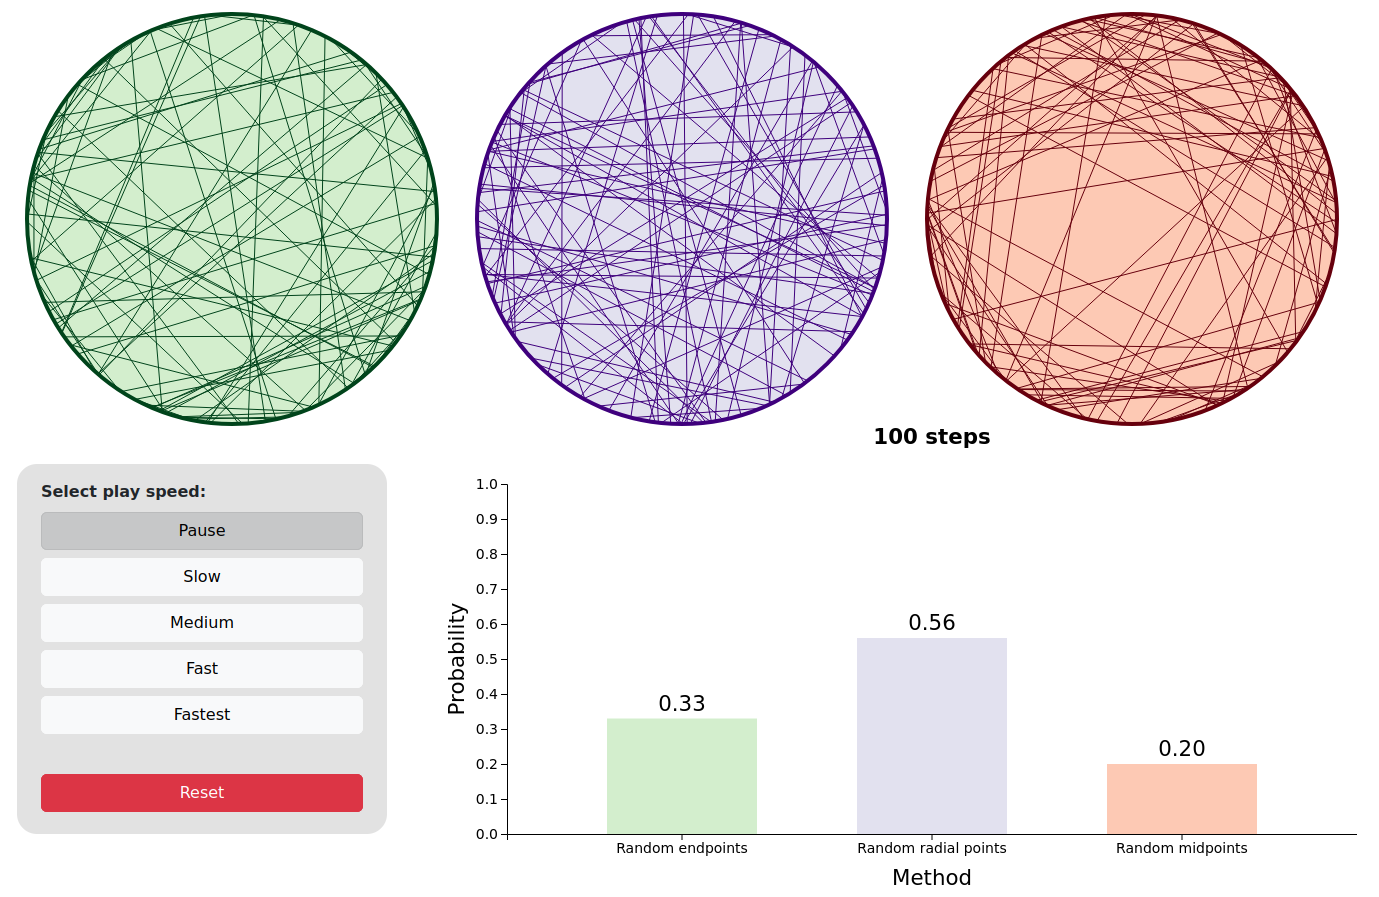 100 steps
Select play speed:
Pause
Slow
Medium
Fast
Fastest
Reset
Probability
1.0
0.9
0.8
0.7
0.6
0.5
0.4
0.3
0.2
0.1
0.0
0.33
0.56
0.20
Random endpoints
Random radial points
Random midpoints
Method